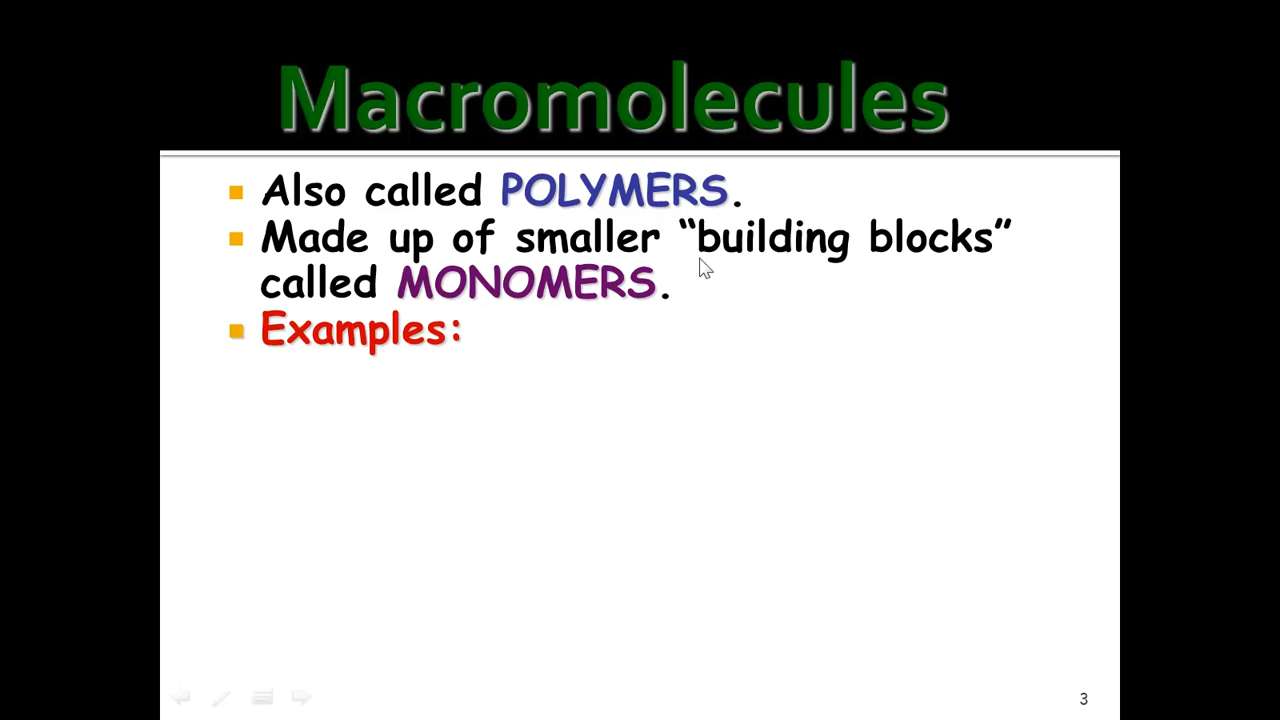 Macromolecules
Also called POLYMERS.
Made up of smaller “building blocks”
called MONOMERS.
Examples:
3